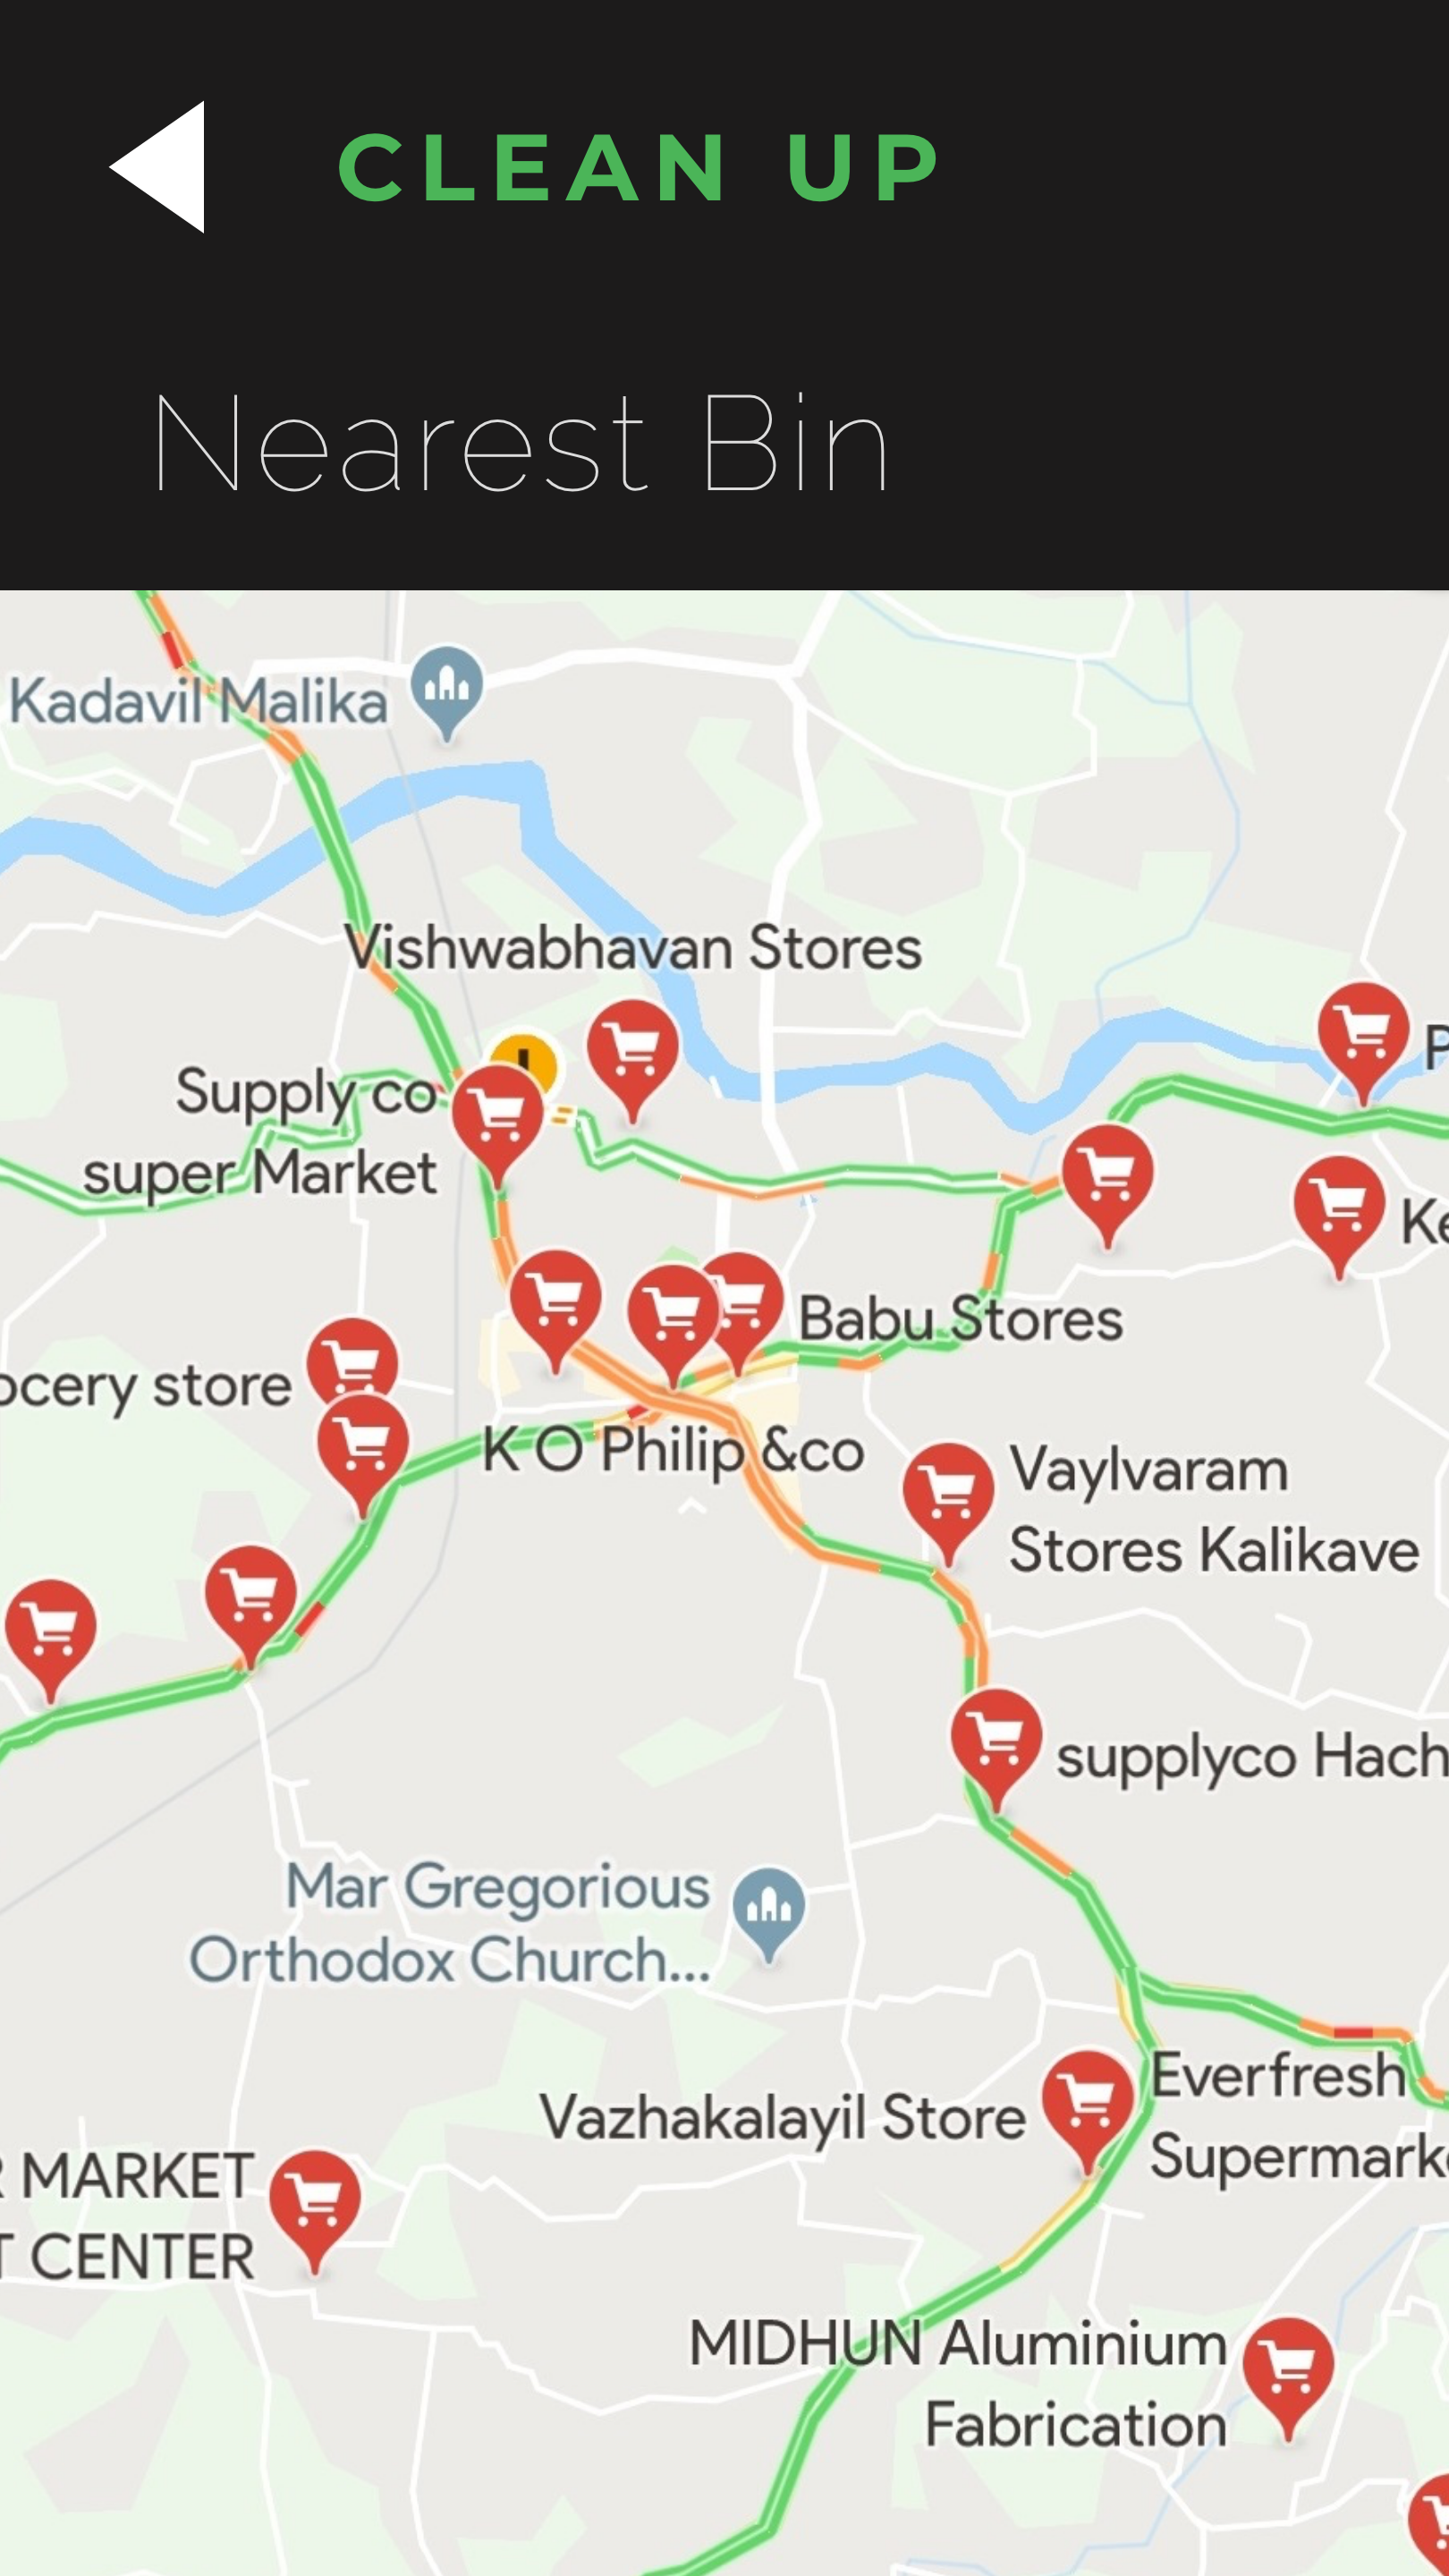 CLEAN UP
Nearest Bin
Kadavil Malika
Vishwabhavan Stores
Supply co
super Market
P
Ke
Babu Stores
ocery store
K O Philip &co
Vaylvaram
Stores Kalikave
supplyco Hach
Mar Gregorious
Orthodox Church...
Vazhakalayil Store
Everfresh
Supermark
R MARKET
T CENTER
MIDHUN Aluminium
Fabrication